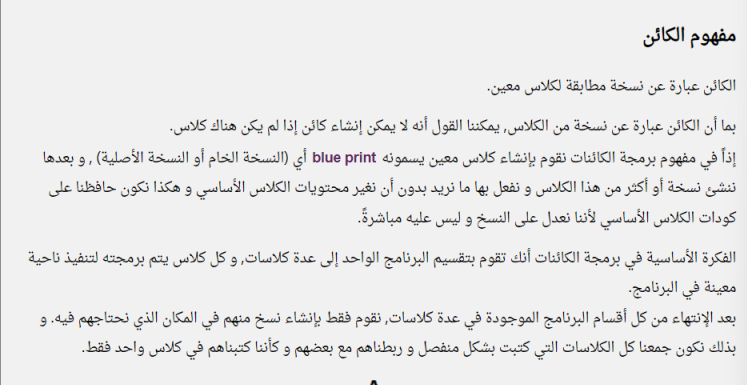 مفهوم الكائن
الكائن عبارة عن نسخة مطابقة لكلاس معين.
بما أن الكائن عبارة عن نسخة من الكلاس, يمكننا القول أنه لا يمكن إنشاء كائن إذا لم يكن هناك كلاس.
إذاً في مفهوم برمجة الكائنات نقوم بإنشاء كلاس معين يسمونه blue print أي (النسخة الخام أو النسخة الأصلية) , و بعدها
ننشئ نسخة أو أكثر من هذا الكلاس و نفعل بها ما نريد بدون أن نغير محتويات الكلاس الأساسي و هكذا نكون حافظنا على
كودات الكلاس الأساسي لأننا نعدل على النسخ و ليس عليه مباشرةً.
الفكرة الأساسية في برمجة الكائنات أنك تقوم بتقسيم البرنامج الواحد إلى عدة كلاسات, و كل كلاس يتم برمجته لتنفيذ ناحية
معينة في البرنامج.
بعد الإنتهاء من كل أقسام البرنامج الموجودة في عدة كلاسات, نقوم فقط بإنشاء نسخ منهم في المكان الذي نحتاجهم فيه. و
بذلك نكون جمعنا كل الكلاسات التي كتبت بشكل منفصل و ربطناهم مع بعضهم و كأننا كتبناهم في كلاس واحد فقط.